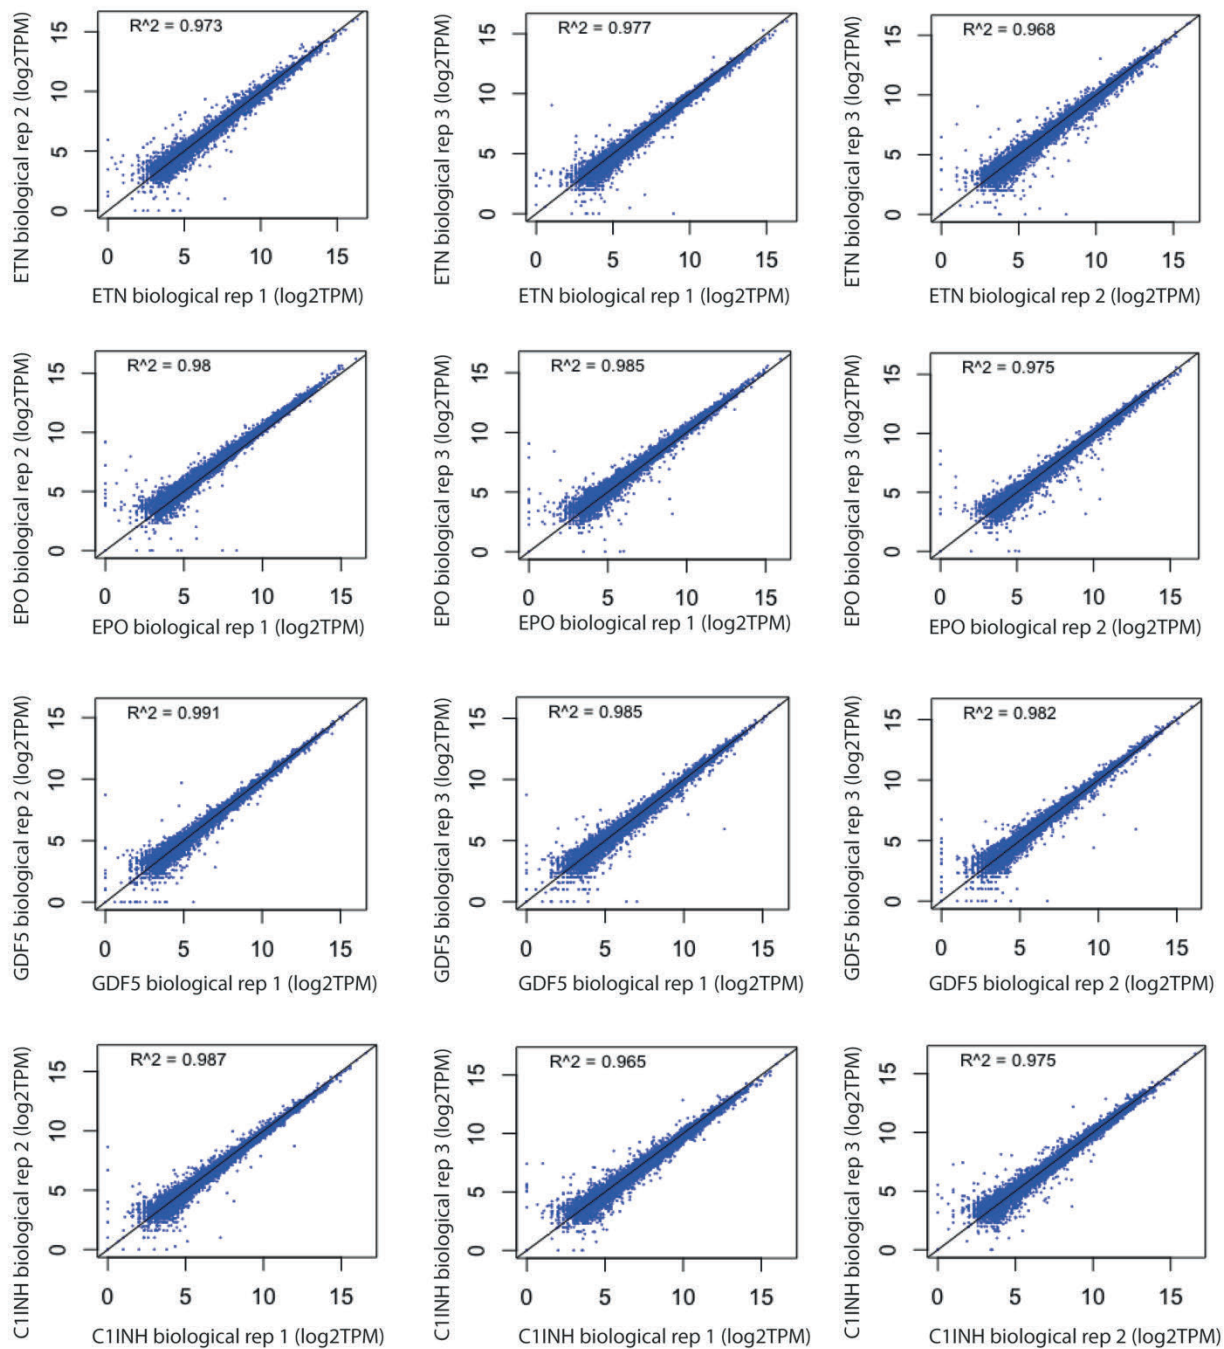 R^2 = 0.973
ETN biological rep 2 (log2TPM)
0 5 10 15
0 5 10 15
ETN biological rep 1 (log2TPM)
R^2 = 0.977
ETN biological rep 3 (log2TPM)
0 5 10 15
0 5 10 15
ETN biological rep 1 (log2TPM)
R^2 = 0.968
ETN biological rep 3 (log2TPM)
0 5 10 15
0 5 10 15
ETN biological rep 2 (log2TPM)
R^2 = 0.98
EPO biological rep 2 (log2TPM)
0 5 10 15
0 5 10 15
EPO biological rep 1 (log2TPM)
R^2 = 0.985
EPO biological rep 3 (log2TPM)
0 5 10 15
0 5 10 15
EPO biological rep 1 (log2TPM)
R^2 = 0.975
EPO biological rep 3 (log2TPM)
0 5 10 15
0 5 10 15
EPO biological rep 2 (log2TPM)
R^2 = 0.991
GDF5 biological rep 2 (log2TPM)
0 5 10 15
0 5 10 15
GDF5 biological rep 1 (log2TPM)
R^2 = 0.985
GDF5 biological rep 3 (log2TPM)
0 5 10 15
0 5 10 15
GDF5 biological rep 1 (log2TPM)
R^2 = 0.982
GDF5 biological rep 3 (log2TPM)
0 5 10 15
0 5 10 15
GDF5 biological rep 2 (log2TPM)
R^2 = 0.987
C1INH biological rep 2 (log2TPM)
0 5 10 15
0 5 10 15
C1INH biological rep 1 (log2TPM)
R^2 = 0.965
C1INH biological rep 3 (log2TPM)
0 5 10 15
0 5 10 15
C1INH biological rep 1 (log2TPM)
R^2 = 0.975
C1INH biological rep 3 (log2TPM)
0 5 10 15
0 5 10 15
C1INH biological rep 2 (log2TPM)